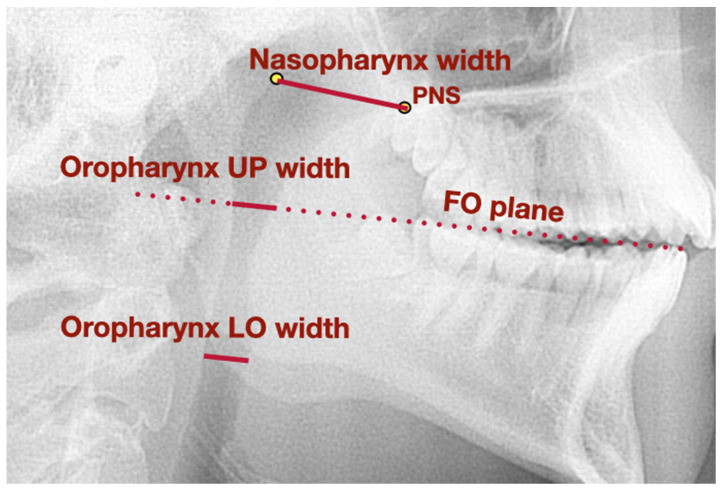 Nasopharynx width
PNS
Oropharynx UP width
FO plane
Oropharynx LO width